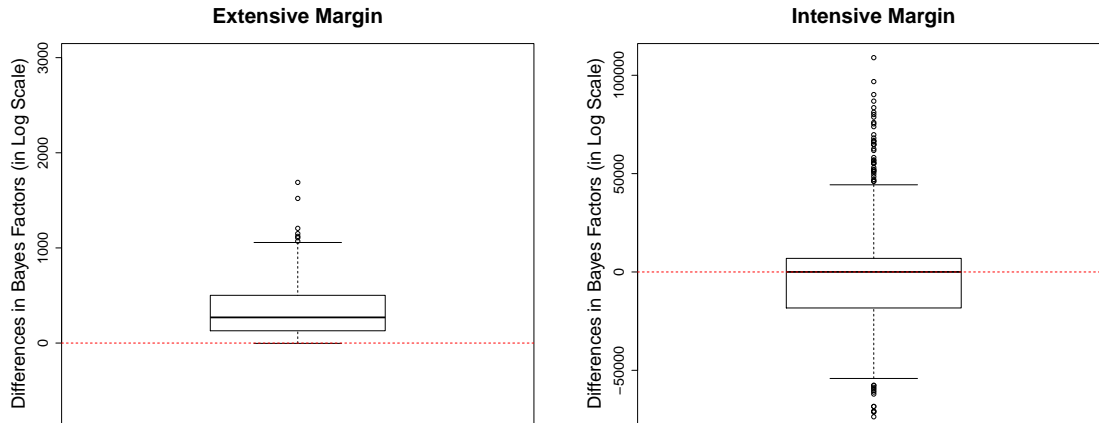 Extensive Margin
Differences in Bayes Factors (in Log Scale)
3000
2000
1000
0
Intensive Margin
Differences in Bayes Factors (in Log Scale)
100000
50000
0
−50000